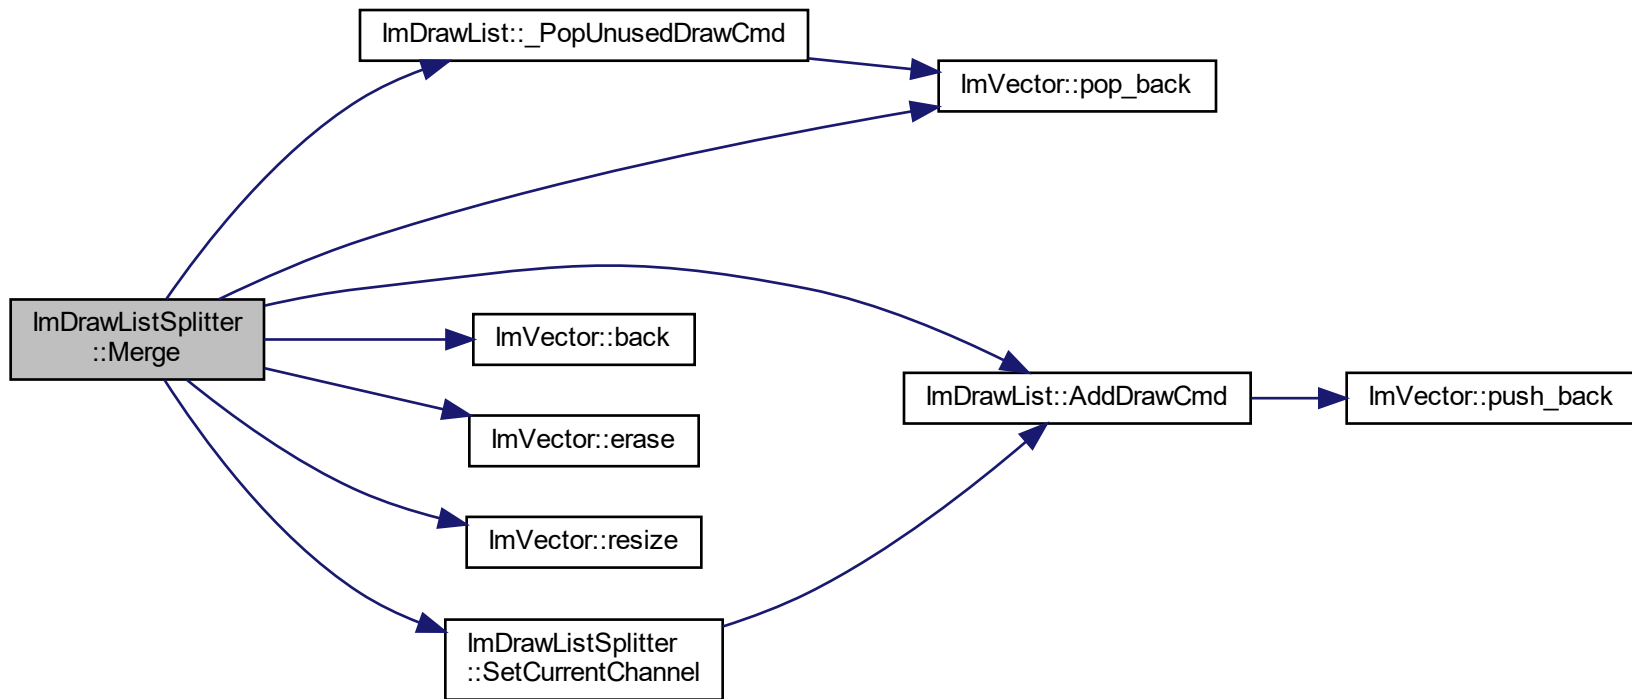 ImDrawList::_PopUnusedDrawCmd
ImVector::pop_back
ImDrawListSplitter
::Merge
ImVector::back
ImDrawList::AddDrawCmd
ImVector::push_back
ImVector::erase
ImVector::resize
ImDrawListSplitter
::SetCurrentChannel